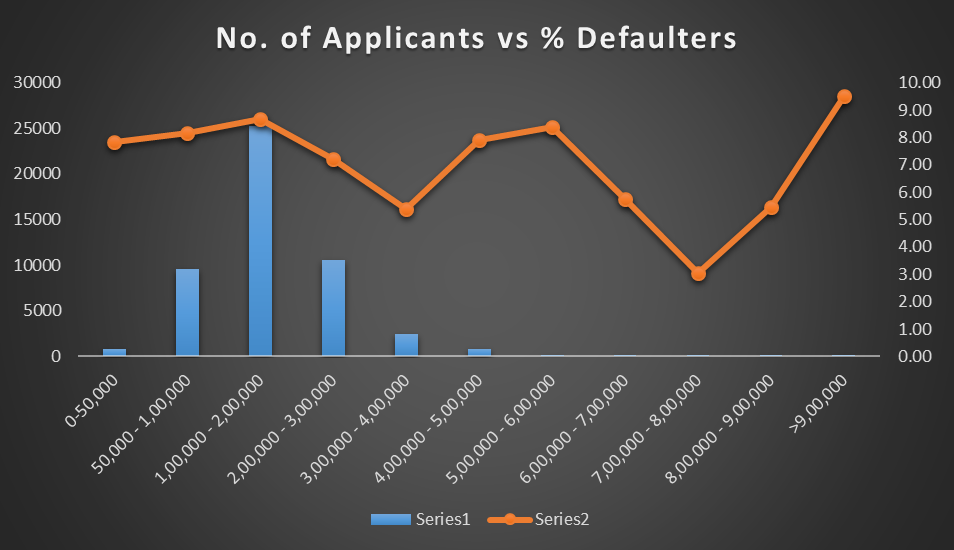 No. of Applicants vs % Defaulters
30000
25000
20000
15000
10000
5000
0
10.00
9.00
8.00
7.00
6.00
5.00
4.00
3.00
2.00
1.00
0.00
0-50,000
50,000 - 1,00,000
1,00,000 - 2,00,000
2,00,000 - 3,00,000
3,00,000 - 4,00,000
4,00,000 - 5,00,000
5,00,000 - 6,00,000
6,00,000 - 7,00,000
7,00,000 - 8,00,000
8,00,000 - 9,00,000
>9,00,000
Series1 Series2